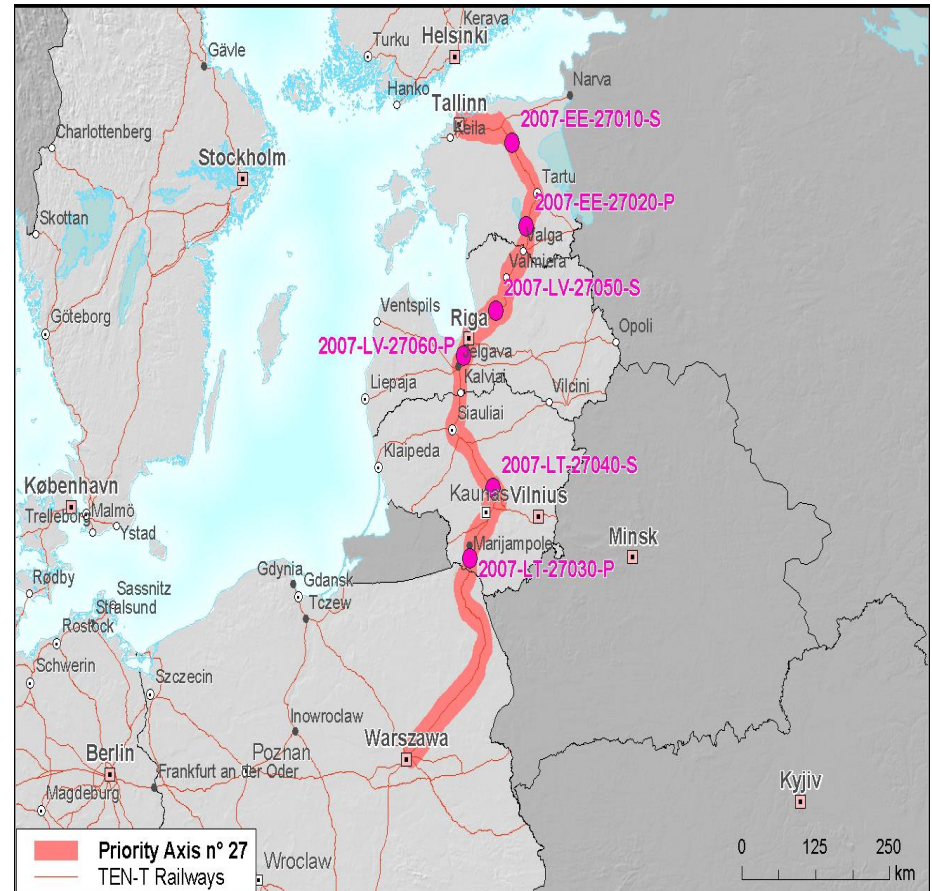 Kerava
Turku
Helsinki
Gävle
Hanko
Narva
Tallinn
Keila
2007-EE-27010-S
Charlottenberg
Stockholm
Tartu
2007-EE-27020-P
Skottan
Valga
Valmiera
2007-LV-27050-S
Ventspils
Göteborg
Riga
Opoli
2007-LV-27060-P
Jelgava
Kalviai
Liepaja
Vilcini
Siauliai
Klaipeda
2007-LT-27040-S
København
Kaunas
Vilnius
Malmö
Trelleborg
Ystad
Marijampole
Minsk
2007-LT-27030-P
Rødby
Gdynia
Gdansk
Sassnitz
Stralsund
Tczew
Rostock
Schwerin
Szczecin
Inowroclaw
Warszawa
Berlin
Poznan
Frankfurt an der Oder
Magdeburg
Kyjiv
Priority Axis n° 27
TEN-T Railways
Wroclaw
0 125 250
km